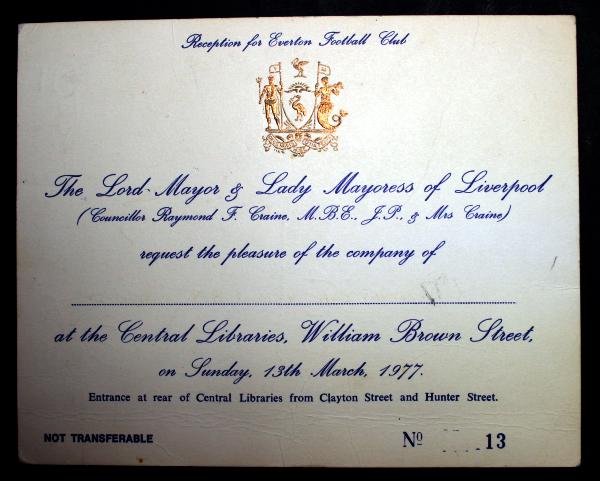 Reception for Everton Football Club
The Lord Mayor & Lady Mayoress of Liverpool
(Councillor Raymond F. Craine, M.B.E., J.P., & Mrs Craine)
request the pleasure of the company of
at the Central Libraries, William Brown Street,
on Sunday, 13th March, 1977.
Entrance at rear of Central Libraries from Clayton Street and Hunter Street.
NOT TRANSFERABLE
Nº 13